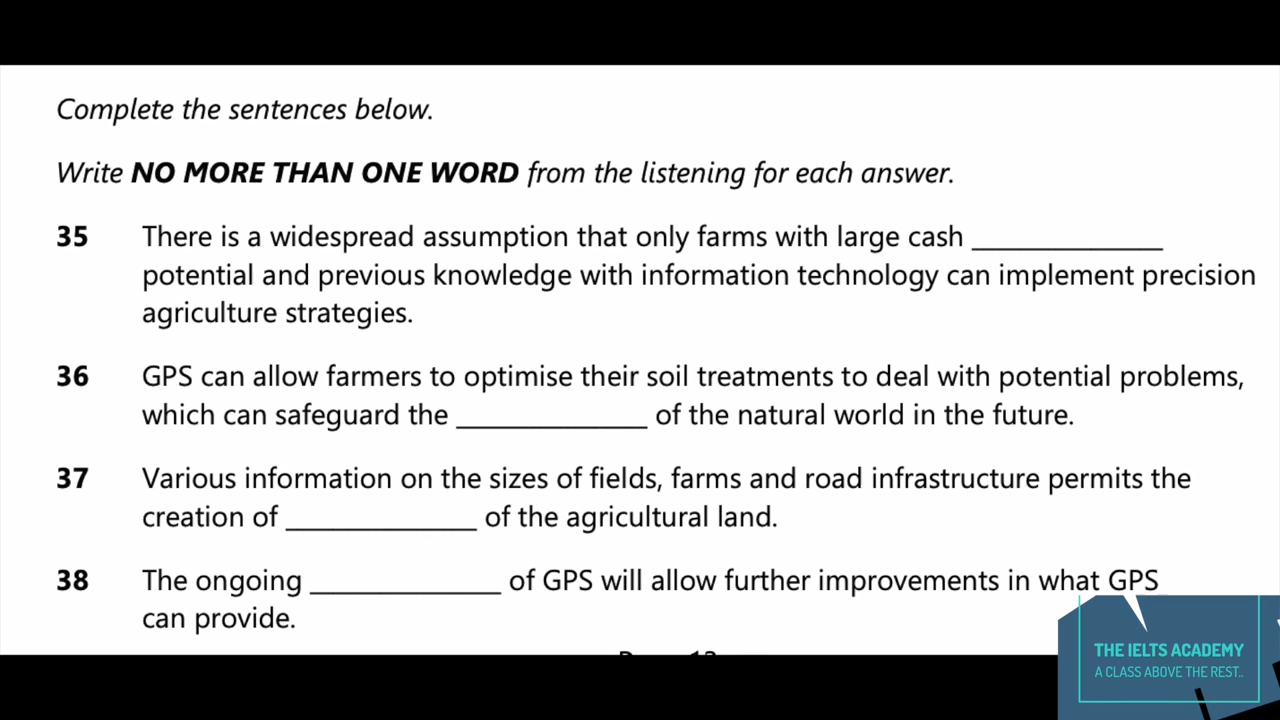 Complete the sentences below.
Write NO MORE THAN ONE WORD from the listening for each answer.
35 There is a widespread assumption that only farms with large cash ______________
potential and previous knowledge with information technology can implement precision
agriculture strategies.
36 GPS can allow farmers to optimise their soil treatments to deal with potential problems,
which can safeguard the ______________ of the natural world in the future.
37 Various information on the sizes of fields, farms and road infrastructure permits the
creation of ______________ of the agricultural land.
38 The ongoing ______________ of GPS will allow further improvements in what GPS
can provide.
THE IELTS ACADEMY
A CLASS ABOVE THE REST..